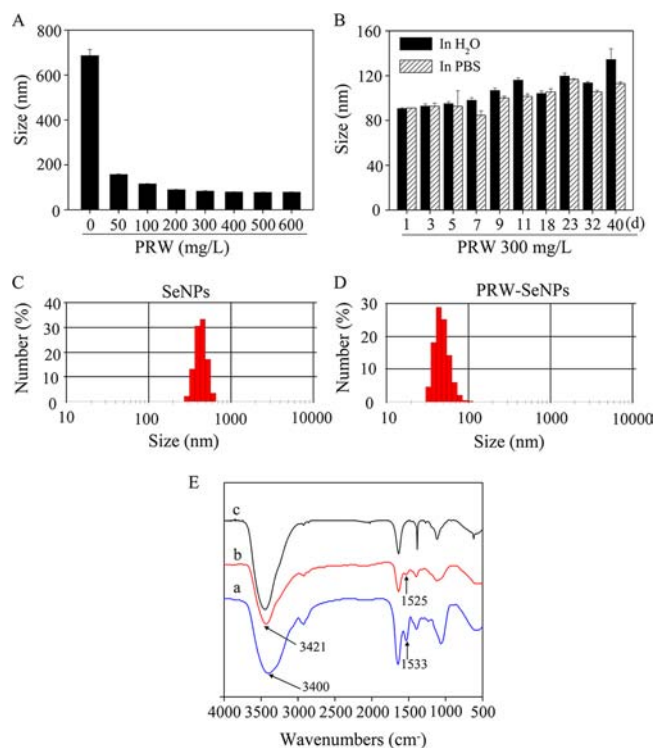 A
Size (nm)
800
600
400
200
0
0 50 100 200 300 400 500 600
PRW (mg/L)
B
In H₂O
In PBS
Size (nm)
160
120
80
40
0
1 3 5 7 9 11 18 23 32 40 (d)
PRW 300 mg/L
C
SeNPs
Number (%)
40
30
20
10
0
10 100 1000 10000
Size (nm)
D
PRW-SeNPs
Number (%)
30
20
10
0
10 100 1000 10000
Size (nm)
E
c
b
a
1525
3421
1533
3400
4000 3500 3000 2500 2000 1500 1000 500
Wavenumbers (cm⁻)